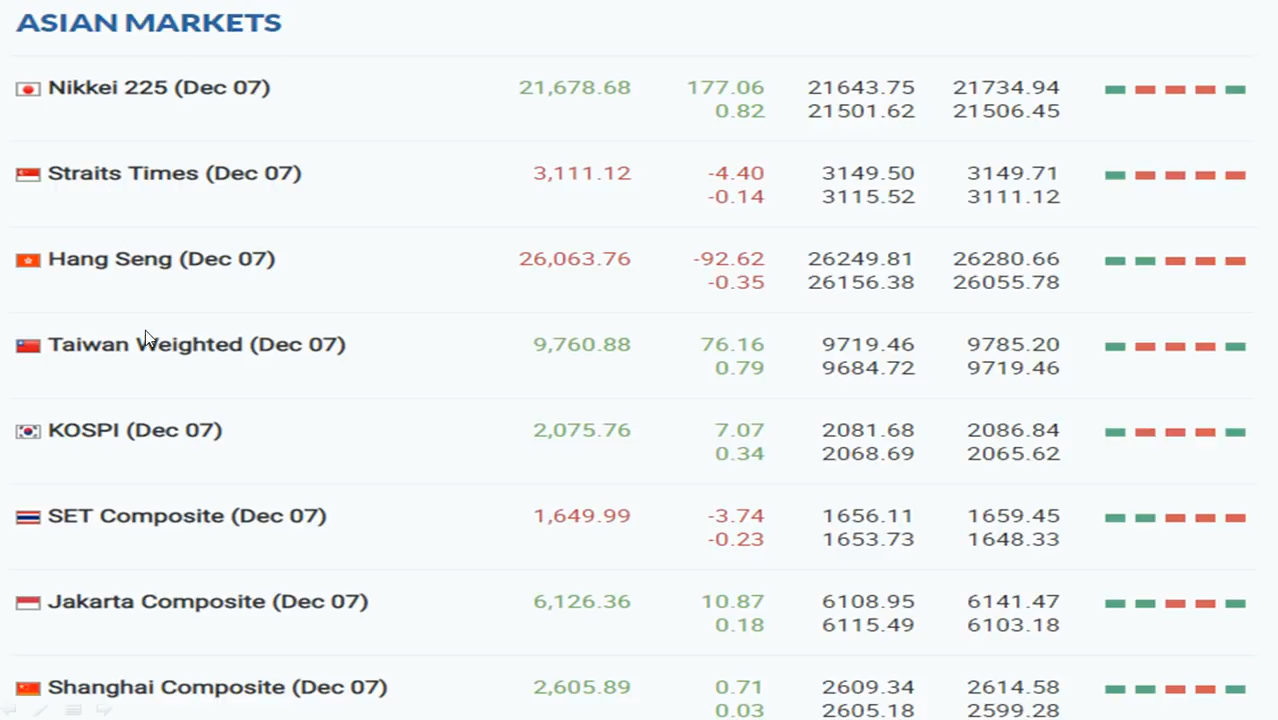 ASIAN MARKETS
Nikkei 225 (Dec 07) 21,678.68 177.06 21643.75 21734.94
0.82 21501.62 21506.45
Straits Times (Dec 07) 3,111.12 -4.40 3149.50 3149.71
-0.14 3115.52 3111.12
Hang Seng (Dec 07) 26,063.76 -92.62 26249.81 26280.66
-0.35 26156.38 26055.78
Taiwan Weighted (Dec 07) 9,760.88 76.16 9719.46 9785.20
0.79 9684.72 9719.46
KOSPI (Dec 07) 2,075.76 7.07 2081.68 2086.84
0.34 2068.69 2065.62
SET Composite (Dec 07) 1,649.99 -3.74 1656.11 1659.45
-0.23 1653.73 1648.33
Jakarta Composite (Dec 07) 6,126.36 10.87 6108.95 6141.47
0.18 6115.49 6103.18
Shanghai Composite (Dec 07) 2,605.89 0.71 2609.34 2614.58
0.03 2605.18 2599.28